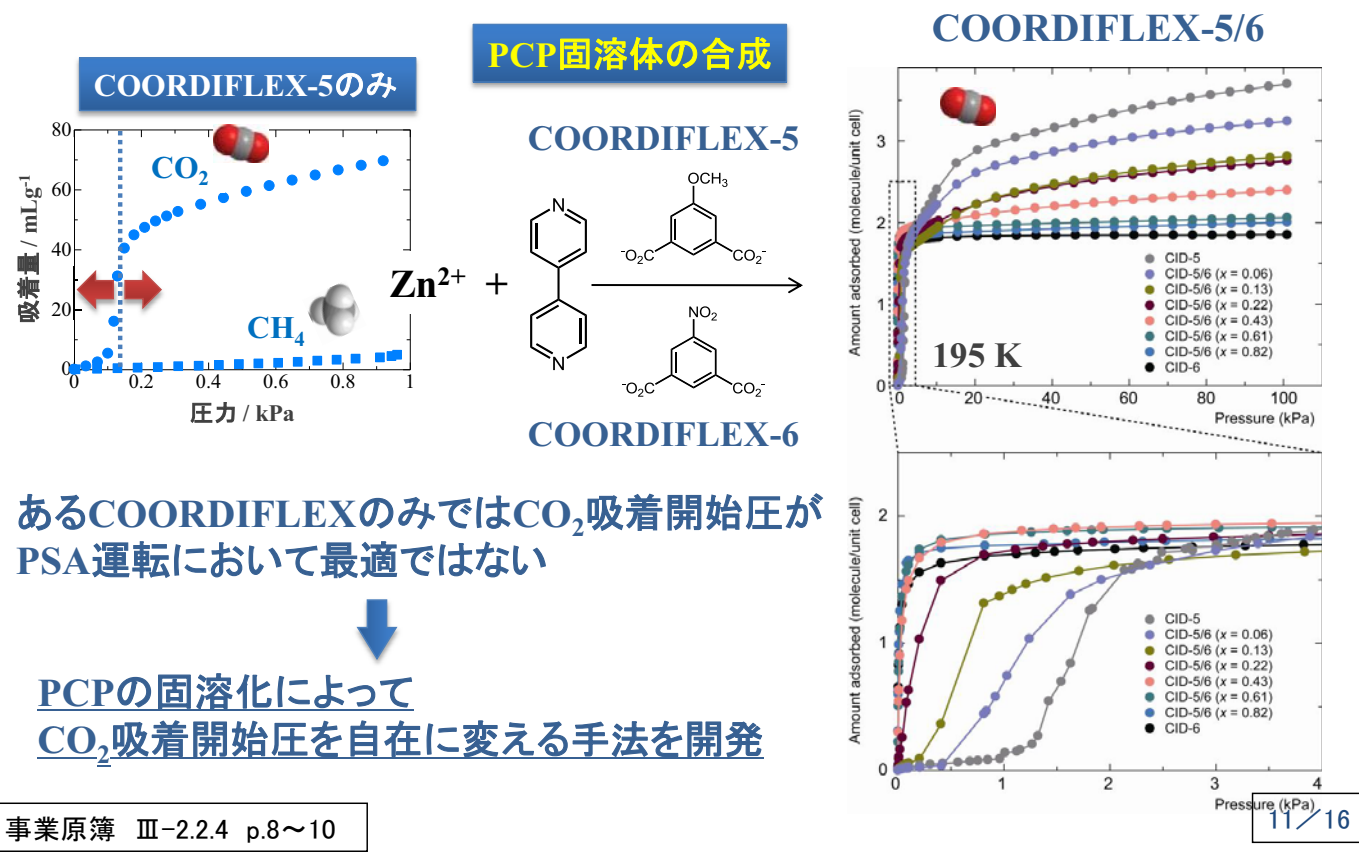 COORDIFLEX-5のみ
PCP固溶体の合成
COORDIFLEX-5/6
80
60
40
20
0
吸着量 / mLg⁻¹
CO₂
CH₄
0 0.2 0.4 0.6 0.8 1
圧力 / kPa
Zn²⁺ +
N
N
COORDIFLEX-5
OCH₃
⁻O₂C CO₂⁻
NO₂
⁻O₂C CO₂⁻
COORDIFLEX-6
Amount adsorbed (molecule/unit cell)
3
2
1
0
CID-5
CID-5/6 (x = 0.06)
CID-5/6 (x = 0.13)
CID-5/6 (x = 0.22)
CID-5/6 (x = 0.43)
CID-5/6 (x = 0.61)
CID-5/6 (x = 0.82)
CID-6
195 K
0 20 40 60 80 100
Pressure (kPa)
あるCOORDIFLEXのみではCO₂吸着開始圧が
PSA運転において最適ではない
PCPの固溶化によって
CO₂吸着開始圧を自在に変える手法を開発
Amount adsorbed (molecule/unit cell)
2
1
0
CID-5
CID-5/6 (x = 0.06)
CID-5/6 (x = 0.13)
CID-5/6 (x = 0.22)
CID-5/6 (x = 0.43)
CID-5/6 (x = 0.61)
CID-5/6 (x = 0.82)
CID-6
0 1 2 3 4
Pressure (kPa)
事業原簿 Ⅲ-2.2.4 p.8～10
11／16